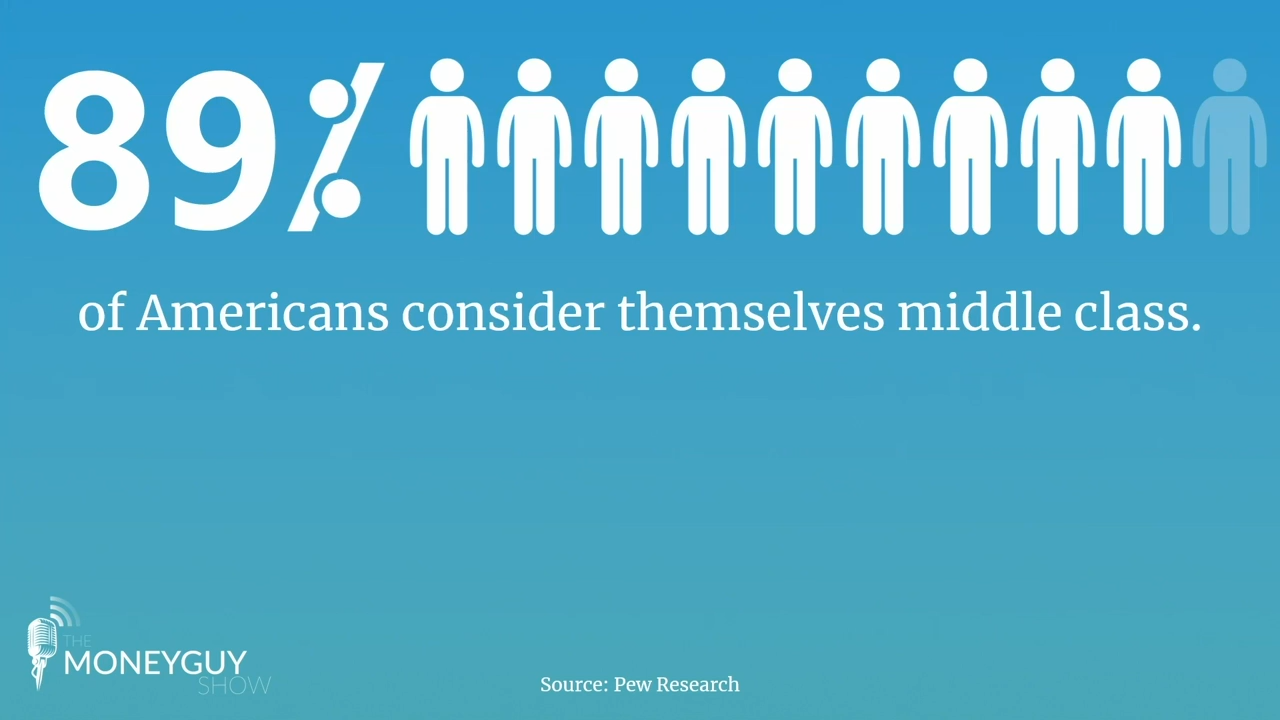 89%
of Americans consider themselves middle class.
THE
MONEYGUY
SHOW
Source: Pew Research